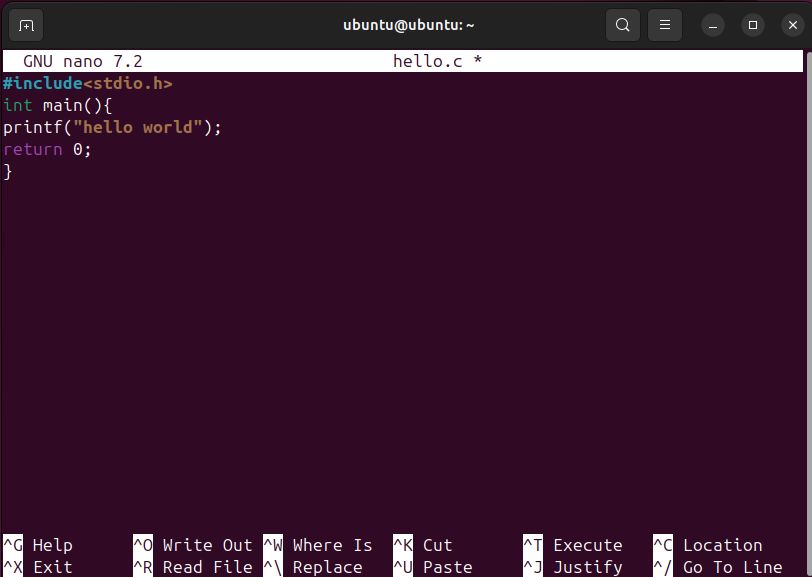 ubuntu@ubuntu: ~
GNU nano 7.2 hello.c *
#include<stdio.h>
int main(){
printf("hello world");
return 0;
}
^G Help ^O Write Out ^W Where Is ^K Cut ^T Execute ^C Location
^X Exit ^R Read File ^\ Replace ^U Paste ^J Justify ^/ Go To Line